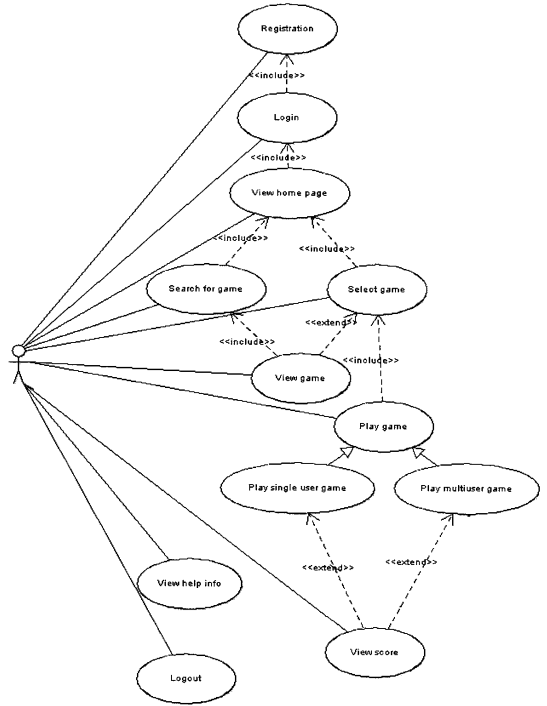 Registration
<<include>>
Login
<<include>>
View home page
<<include>>
<<include>>
Search for game
Select game
<<extend>>
<<include>>
<<include>>
View game
Play game
Play single user game
Play multiuser game
<<extend>>
<<extend>>
View help info
View score
Logout